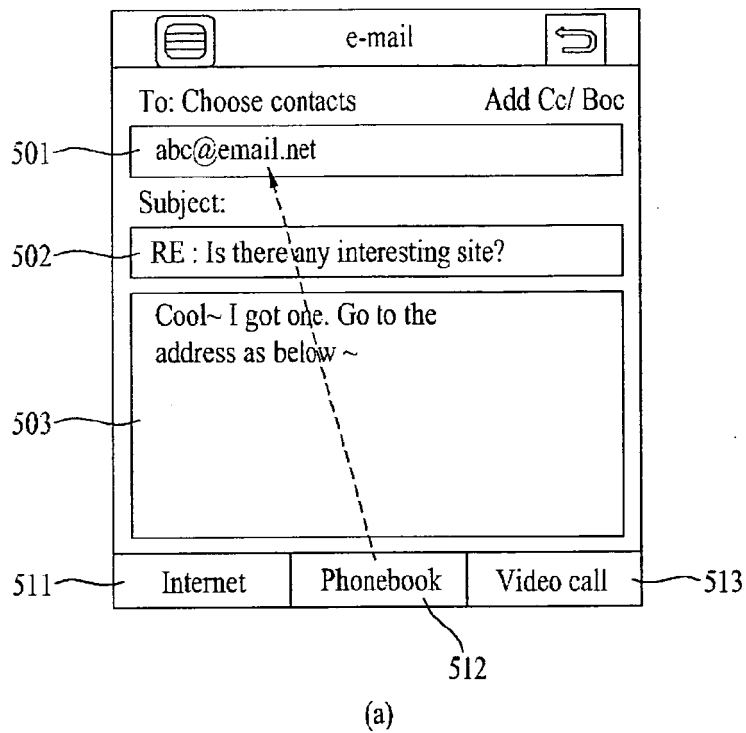 e-mail
To: Choose contacts Add Cc/ Boc
501 abc@email.net
Subject:
502 RE : Is there any interesting site?
Cool~ I got one. Go to the
address as below ~
503
511 Internet Phonebook Video call 513
512
(a)